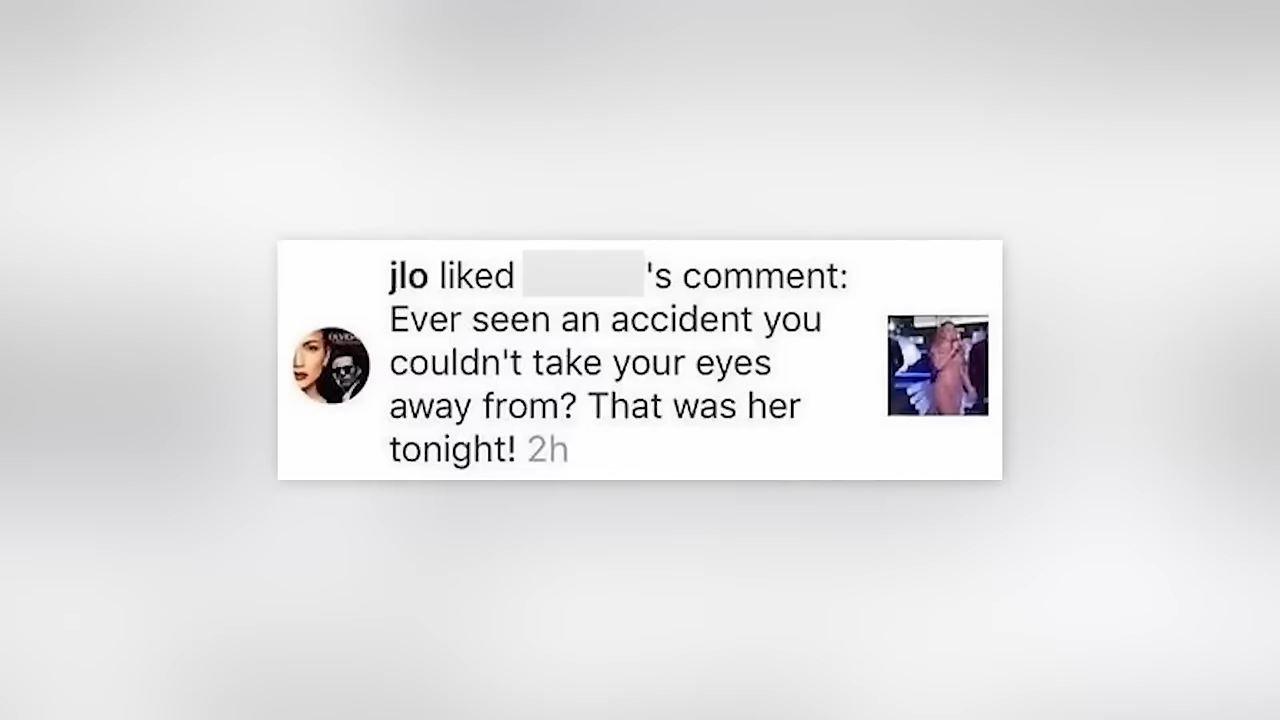 jlo liked 's comment:
Ever seen an accident you
couldn't take your eyes
away from? That was her
tonight! 2h